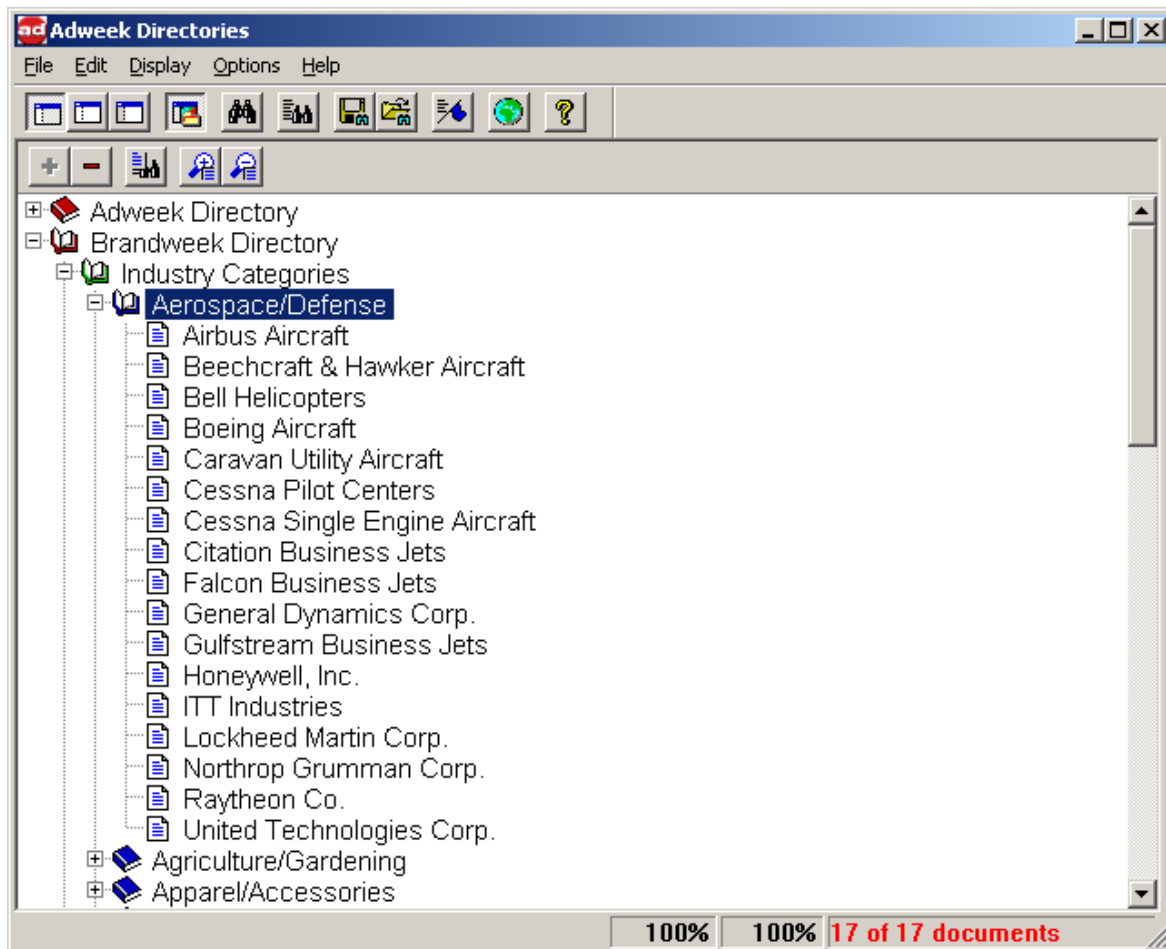 ad Adweek Directories
File Edit Display Options Help
Adweek Directory
Brandweek Directory
Industry Categories
Aerospace/Defense
Airbus Aircraft
Beechcraft & Hawker Aircraft
Bell Helicopters
Boeing Aircraft
Caravan Utility Aircraft
Cessna Pilot Centers
Cessna Single Engine Aircraft
Citation Business Jets
Falcon Business Jets
General Dynamics Corp.
Gulfstream Business Jets
Honeywell, Inc.
ITT Industries
Lockheed Martin Corp.
Northrop Grumman Corp.
Raytheon Co.
United Technologies Corp.
Agriculture/Gardening
Apparel/Accessories
100% 100% 17 of 17 documents